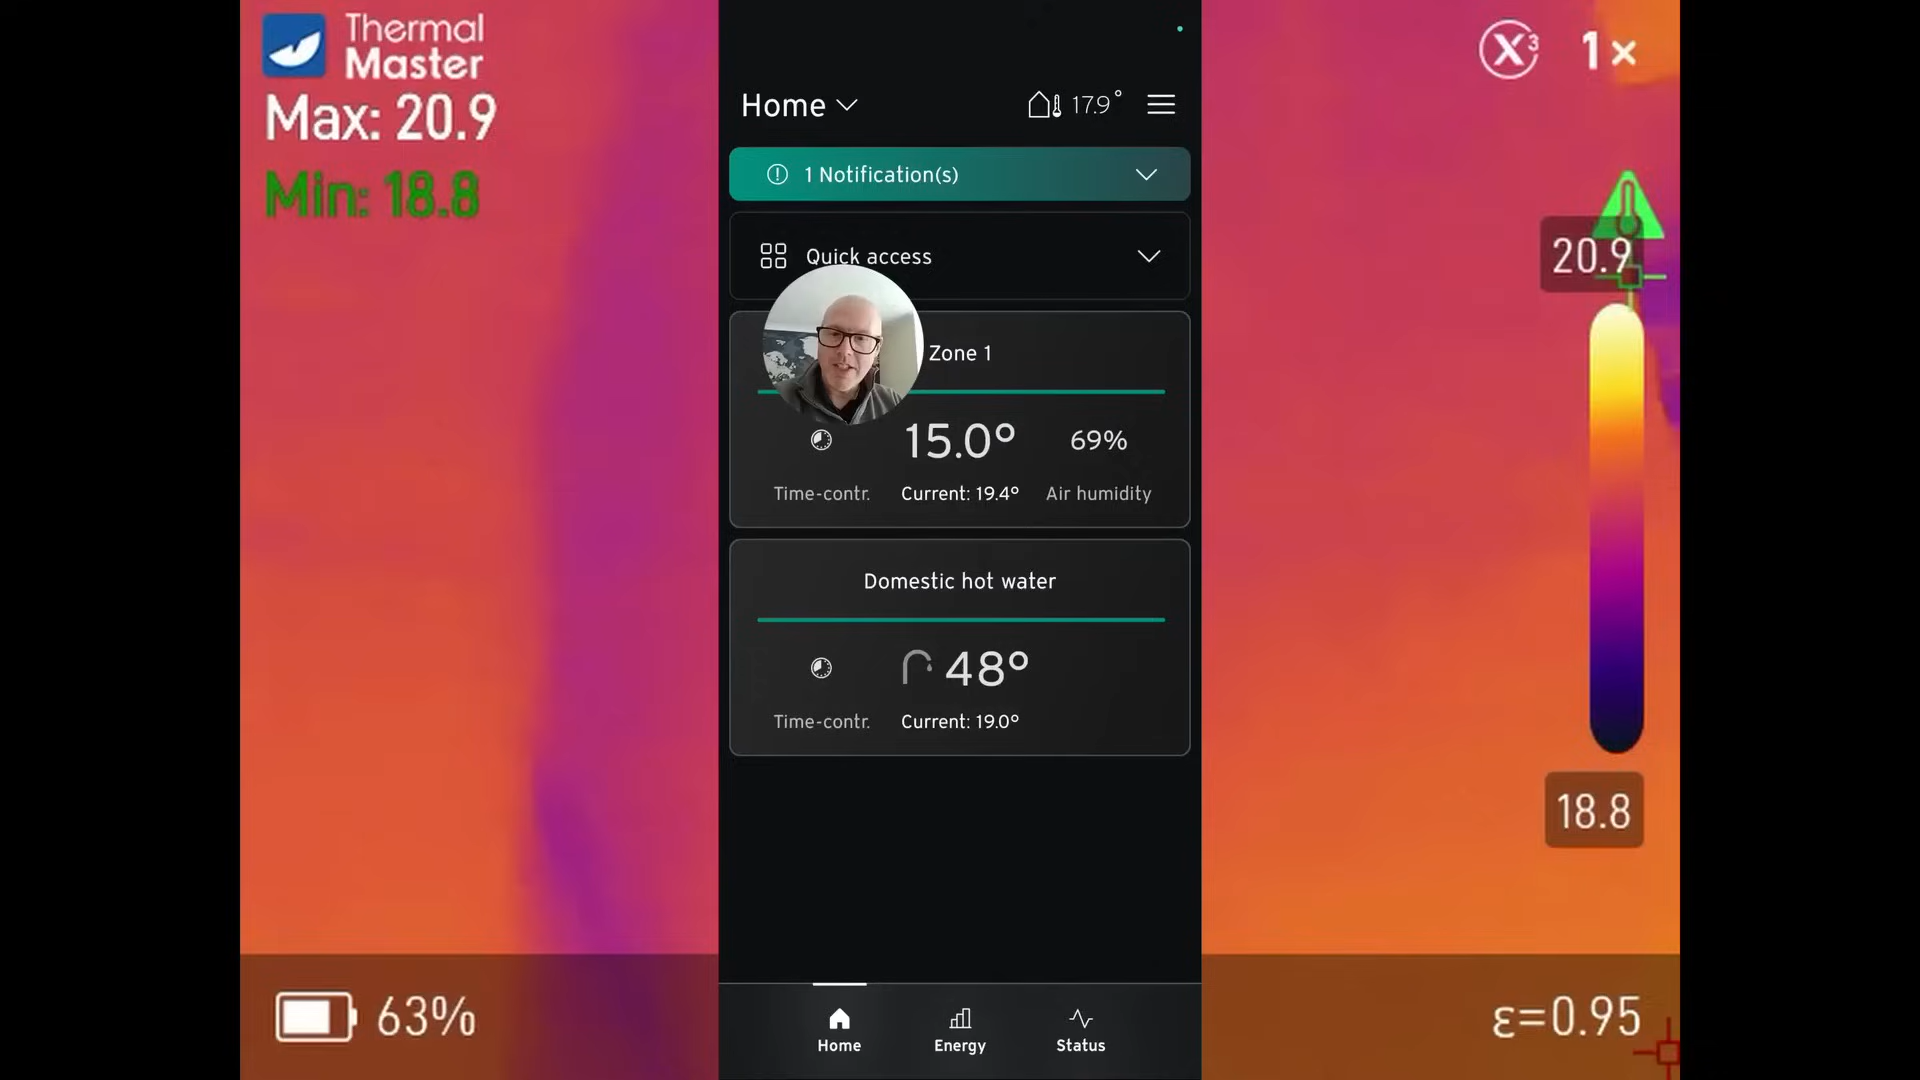 Thermal
Master
Max: 20.9
Min: 18.8
63%
Home
17.9°
1 Notification(s)
Quick access
Zone 1
15.0°
69%
Time-contr.
Current: 19.4°
Air humidity
Domestic hot water
48°
Time-contr.
Current: 19.0°
Home
Energy
Status
X3
1×
20.9
18.8
ε=0.95